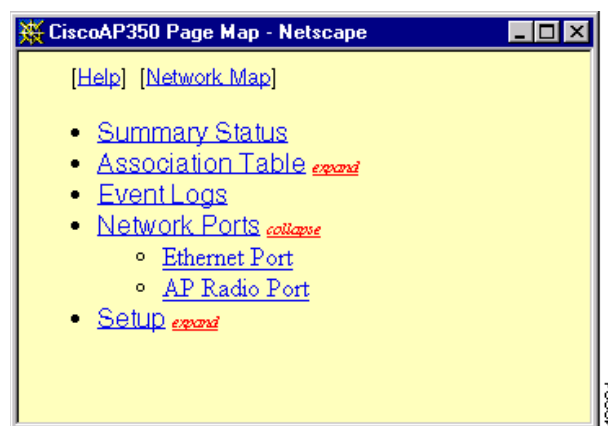 CiscoAP350 Page Map - Netscape
[Help] [Network Map]
Summary Status
Association Table expand
Event Logs
Network Ports collapse
Ethernet Port
AP Radio Port
Setup expand